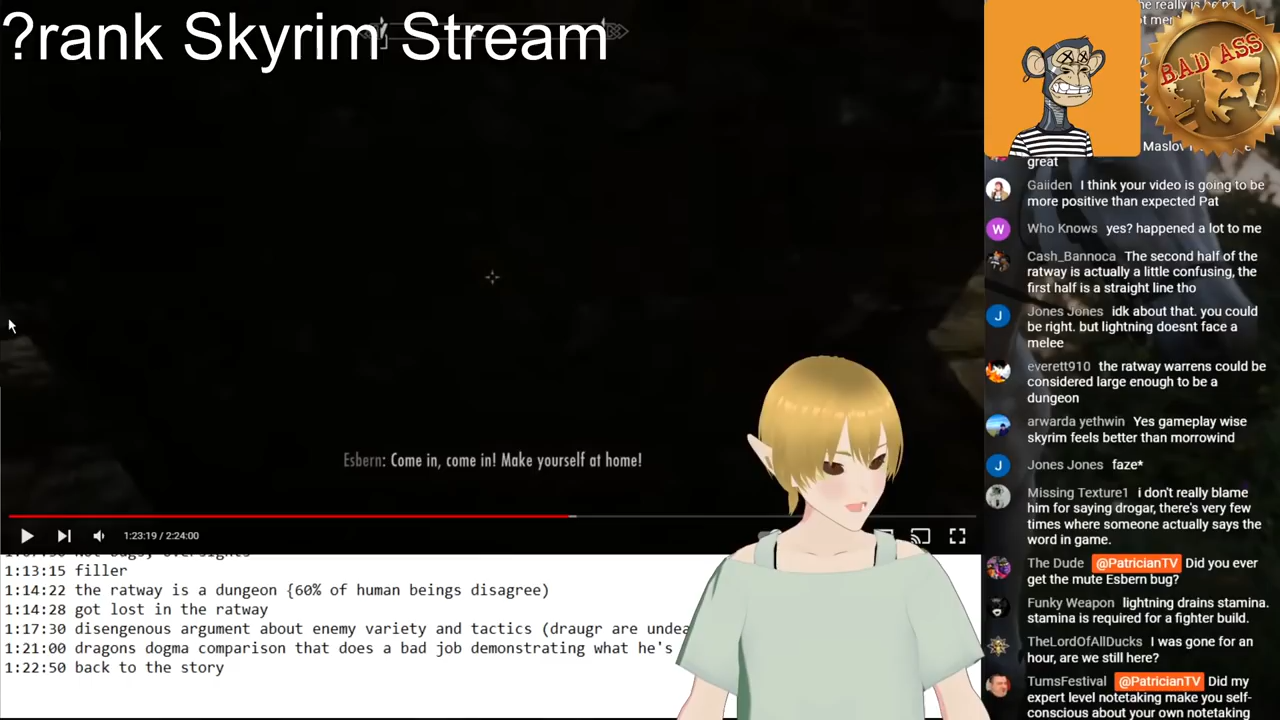 ?rank Skyrim Stream
BAD ASS
Maslov
great
Gaiiden I think your video is going to be
more positive than expected Pat
W
Who Knows yes? happened a lot to me
Cash_Bannoca The second half of the
ratway is actually a little confusing, the
first half is a straight line tho
J
Jones Jones idk about that. you could
be right. but lightning doesnt face a
melee
everett910 the ratway warrens could be
considered large enough to be a
dungeon
arwarda yethwin Yes gameplay wise
skyrim feels better than morrowind
J
Jones Jones faze*
Missing Texture1 i don't really blame
him for saying drogar, there's very few
times where someone actually says the
word in game.
The Dude @PatricianTV Did you ever
get the mute Esbern bug?
Funky Weapon lightning drains stamina.
stamina is required for a fighter build.
TheLordOfAllDucks I was gone for an
hour, are we still here?
TumsFestival @PatricianTV Did my
expert level notetaking make you self-
conscious about your own notetaking
Esbern: Come in, come in! Make yourself at home!
1:23:19 / 2:24:00
1:13:15 filler
1:14:22 the ratway is a dungeon {60% of human beings disagree)
1:14:28 got lost in the ratway
1:17:30 disengenous argument about enemy variety and tactics (draugr are undea
1:21:00 dragons dogma comparison that does a bad job demonstrating what he's
1:22:50 back to the story